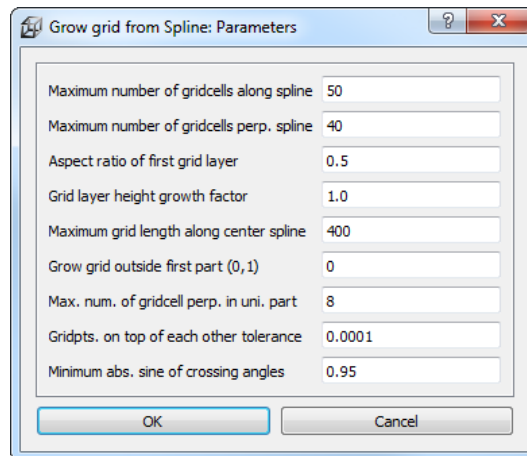 Grow grid from Spline: Parameters
?
Maximum number of gridcells along spline 50
Maximum number of gridcells perp. spline 40
Aspect ratio of first grid layer 0.5
Grid layer height growth factor 1.0
Maximum grid length along center spline 400
Grow grid outside first part (0,1) 0
Max. num. of gridcell perp. in uni. part 8
Gridpts. on top of each other tolerance 0.0001
Minimum abs. sine of crossing angles 0.95
OK Cancel